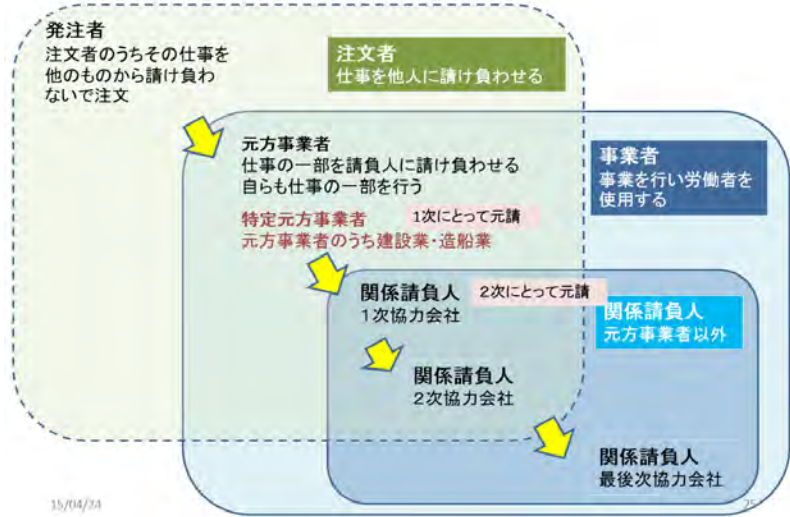 発注者
注文者のうちその仕事を
他のものから請け負わ
ないで注文
注文者
仕事を他人に請け負わせる
元方事業者
仕事の一部を請負人に請け負わせる
自らも仕事の一部を行う
事業者
事業を行い労働者を
使用する
特定元方事業者
1次にとって元請
元方事業者のうち建設業・造船業
関係請負人
1次協力会社
2次にとって元請
関係請負人
元方事業者以外
関係請負人
2次協力会社
関係請負人
最後次協力会社
15/04/24